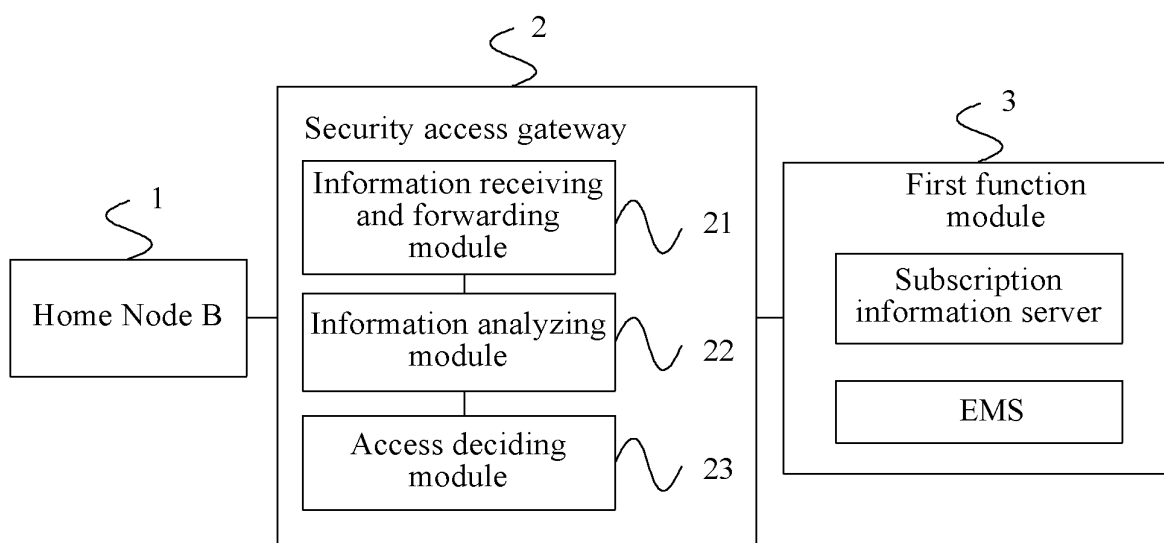 1
Home Node B
2
Security access gateway
Information receiving
and forwarding
module
21
Information analyzing
module
22
Access deciding
module
23
3
First function
module
Subscription
information server
EMS